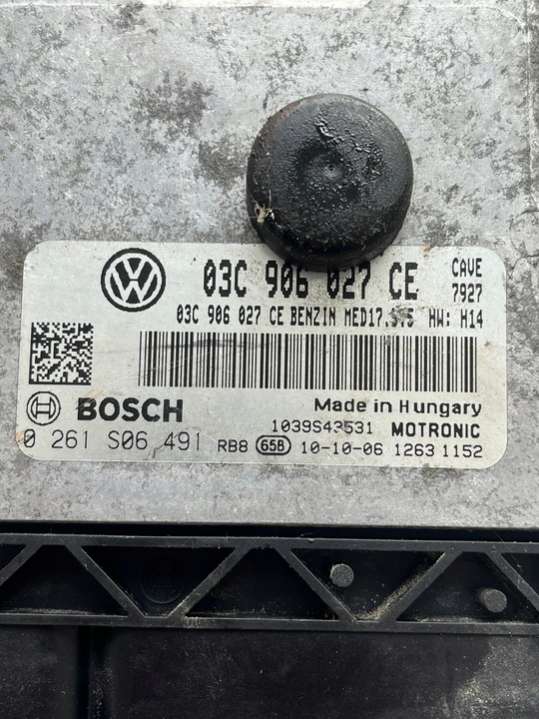 03C 906 027 CE CAVE 7927
03C 906 027 CE BENZIN MED17.5.5 HW: H14
BOSCH
Made in Hungary
1039S43531 MOTRONIC
0 261 S06 491 RB8 65B 10-10-06 1263 1152